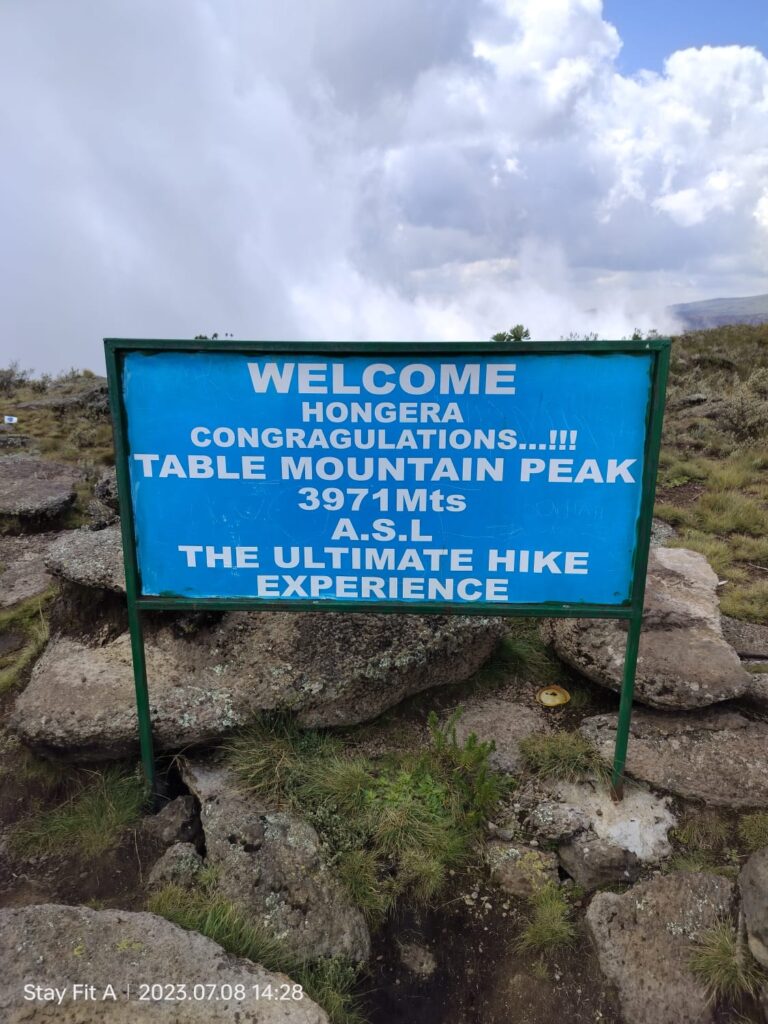 WELCOME
HONGERA
CONGRAGULATIONS...!!!
TABLE MOUNTAIN PEAK
3971Mts
A.S.L
THE ULTIMATE HIKE
EXPERIENCE
Stay Fit A | 2023.07.08 14:28